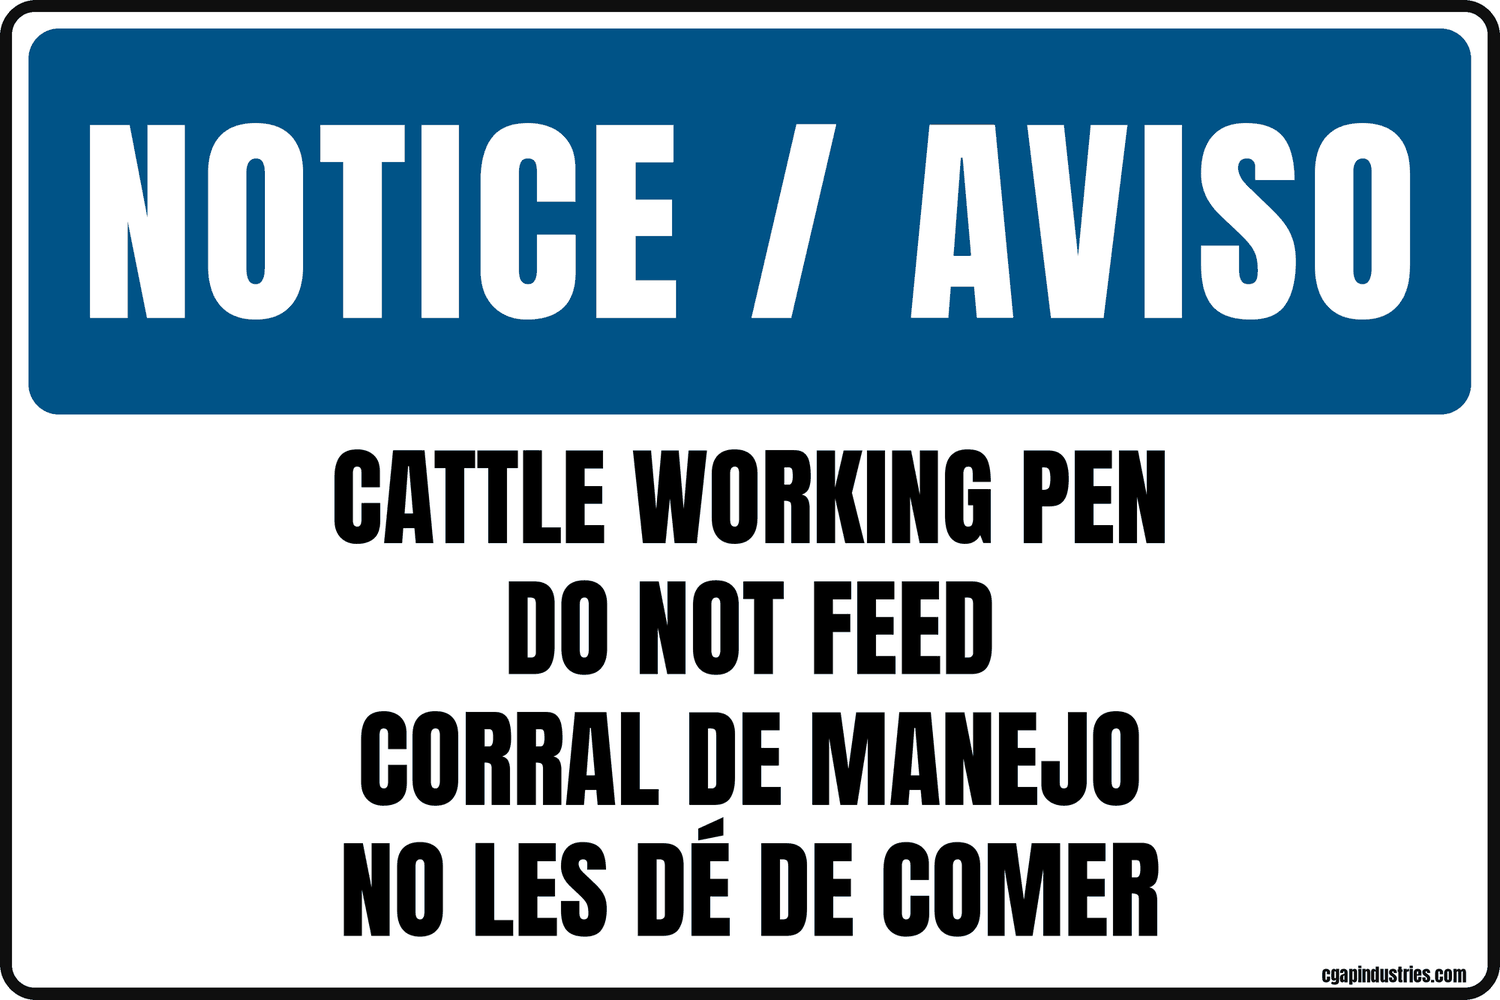 NOTICE / AVISO
CATTLE WORKING PEN
DO NOT FEED
CORRAL DE MANEJO
NO LES DÉ DE COMER
cgapindustries.com